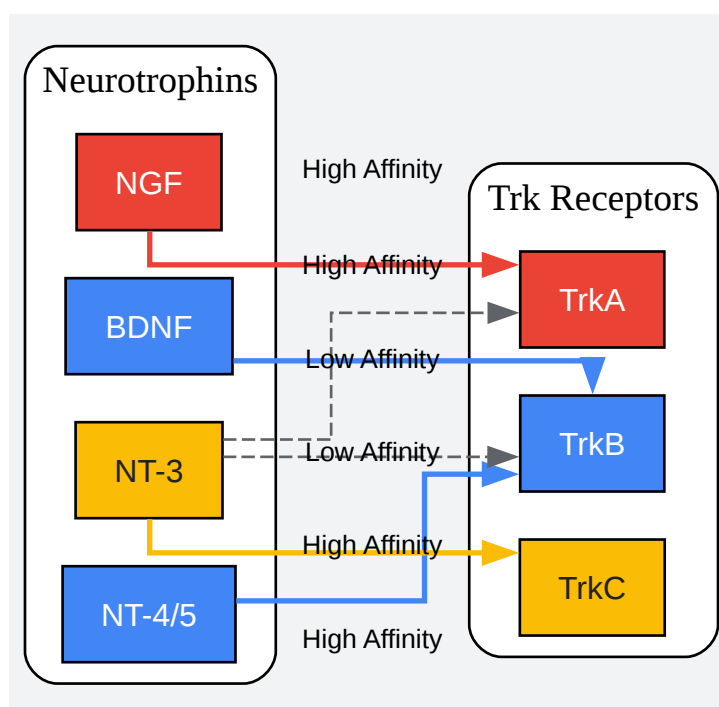 Neurotrophins
NGF
BDNF
NT-3
NT-4/5
High Affinity
High Affinity
Low Affinity
Low Affinity
High Affinity
High Affinity
Trk Receptors
TrkA
TrkB
TrkC